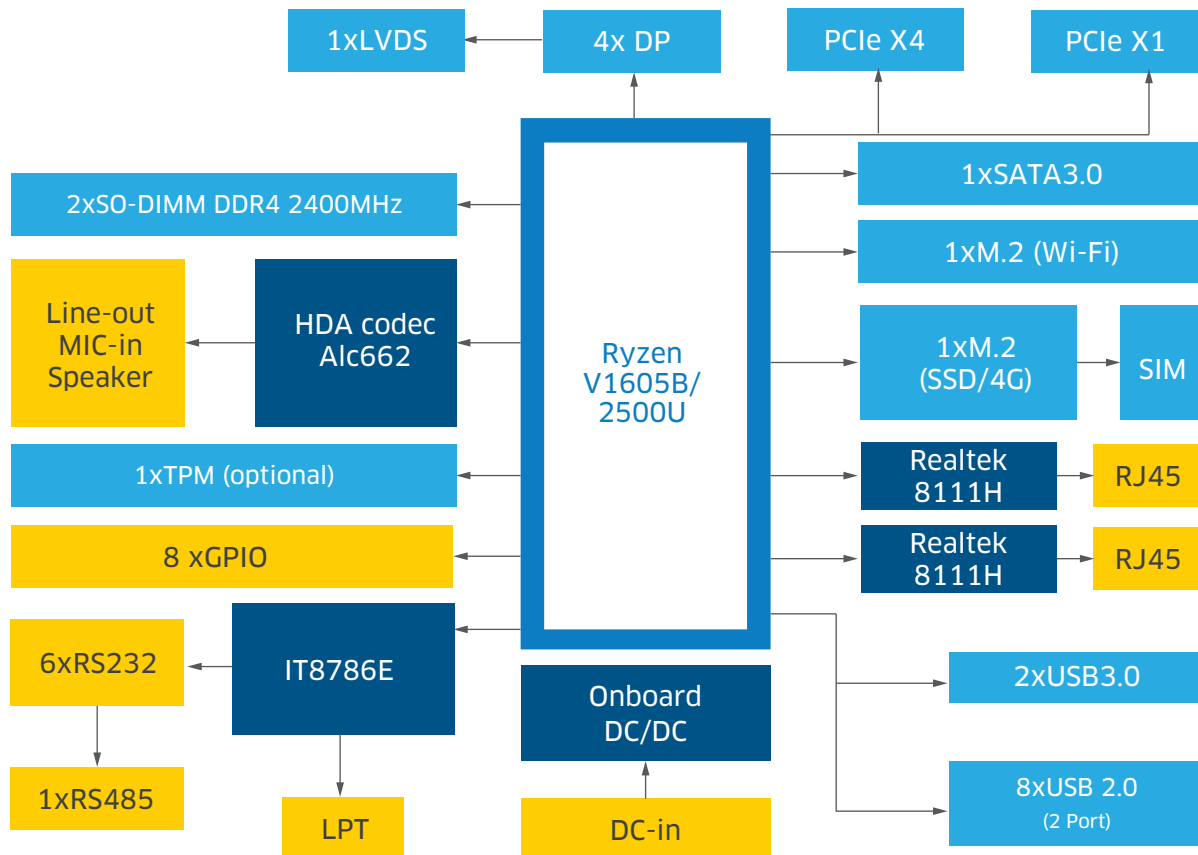 1xLVDS
4x DP
PCIe X4
PCIe X1
2xSO-DIMM DDR4 2400MHz
1xSATA3.0
1xM.2 (Wi-Fi)
Line-out
MIC-in
Speaker
HDA codec
Alc662
Ryzen
V1605B/
2500U
1xM.2
(SSD/4G)
SIM
1xTPM (optional)
Realtek
8111H
RJ45
8 xGPIO
Realtek
8111H
RJ45
6xRS232
IT8786E
Onboard
DC/DC
2xUSB3.0
1xRS485
LPT
DC-in
8xUSB 2.0
(2 Port)